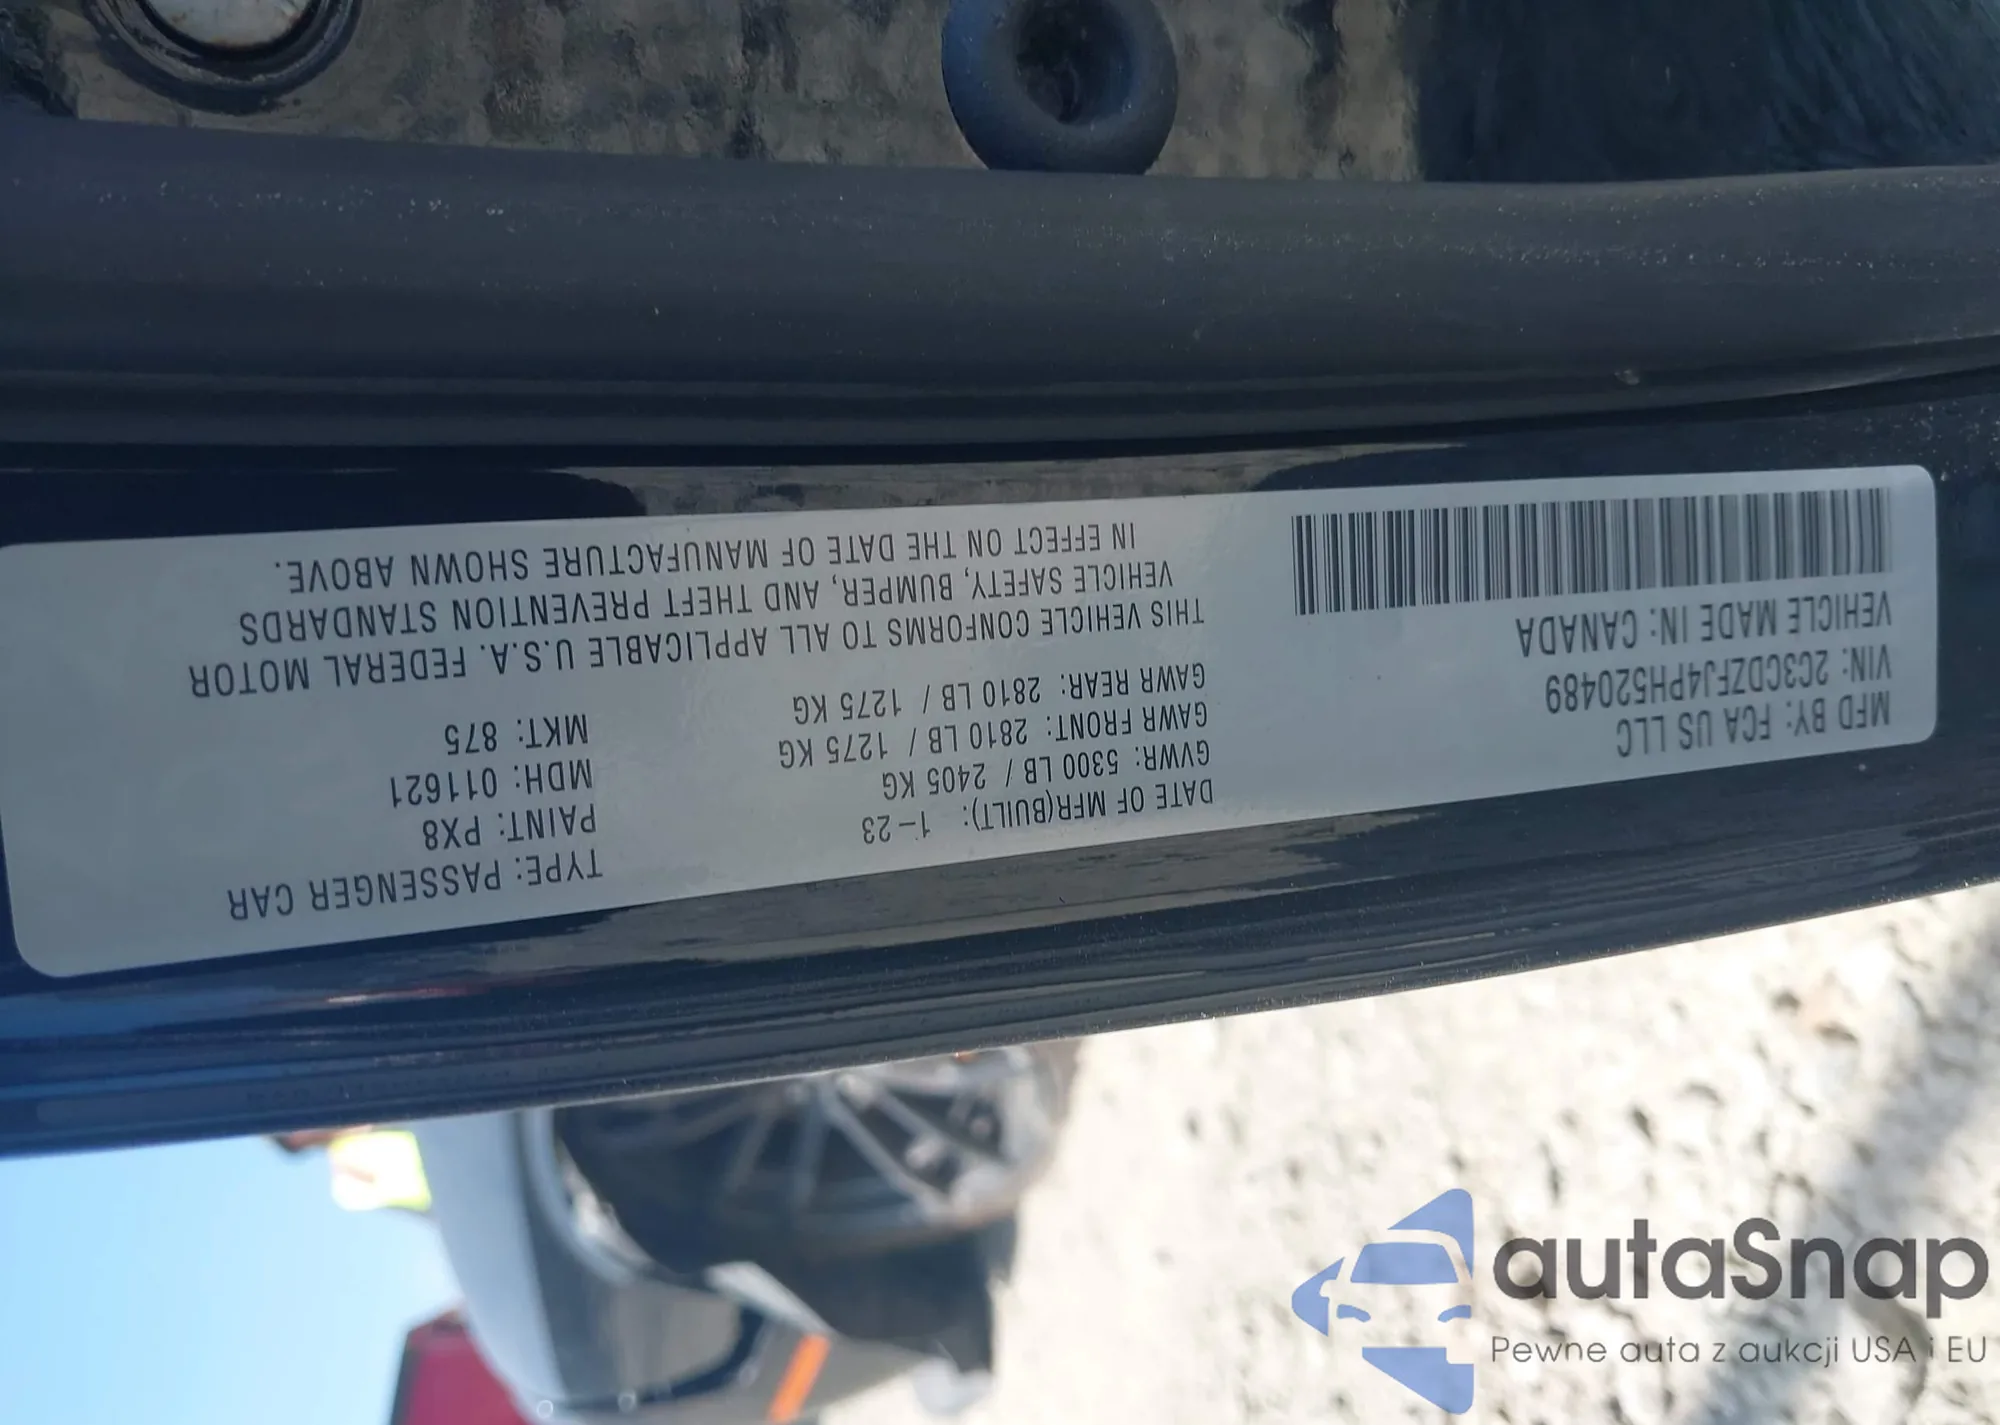 MFD BY: FCA US LLC
VIN: 2C3CDZFJ4PH520489
VEHICLE MADE IN: CANADA
DATE OF MFR(BUILT): 1-23
GVWR: 5300 LB / 2405 KG
GAWR FRONT: 2810 LB / 1275 KG
GAWR REAR: 2810 LB / 1275 KG
TYPE: PASSENGER CAR
PAINT: PX8
MDH: 011621
MKT: 875
THIS VEHICLE CONFORMS TO ALL APPLICABLE U.S.A. FEDERAL MOTOR
VEHICLE SAFETY, BUMPER, AND THEFT PREVENTION STANDARDS
IN EFFECT ON THE DATE OF MANUFACTURE SHOWN ABOVE.
autaSnap
Pewne auta z aukcji USA i EU